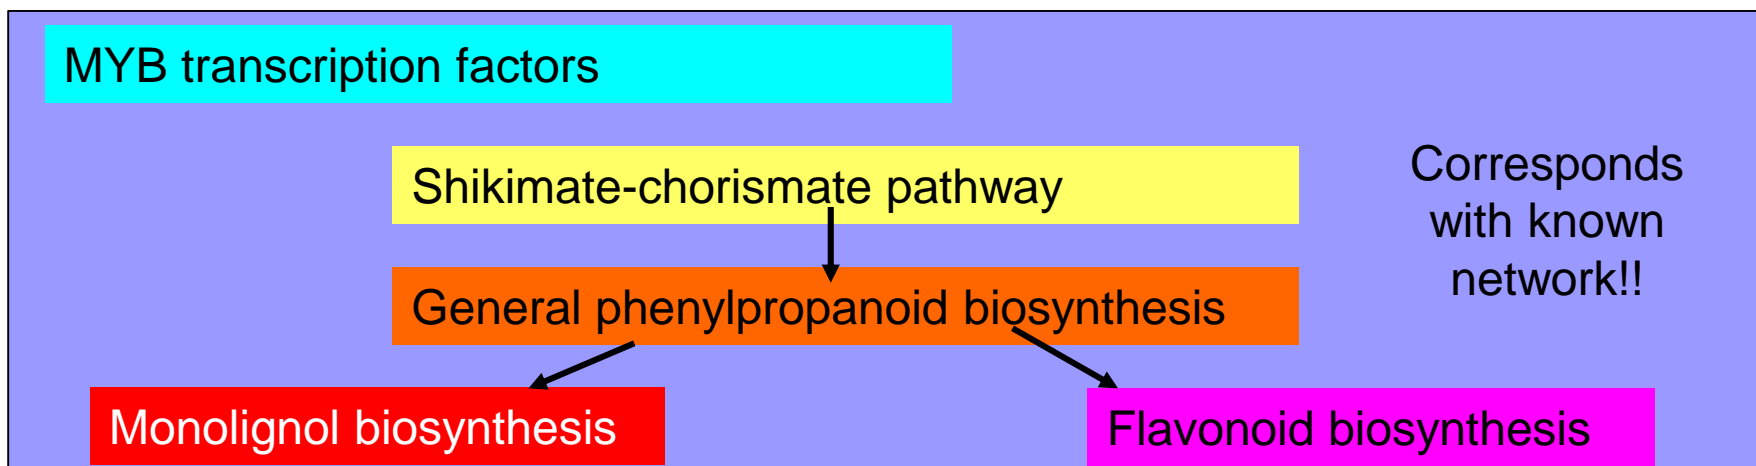 MYB transcription factors
Shikimate-chorismate pathway
Corresponds
with known
network!!
General phenylpropanoid biosynthesis
Monolignol biosynthesis
Flavonoid biosynthesis